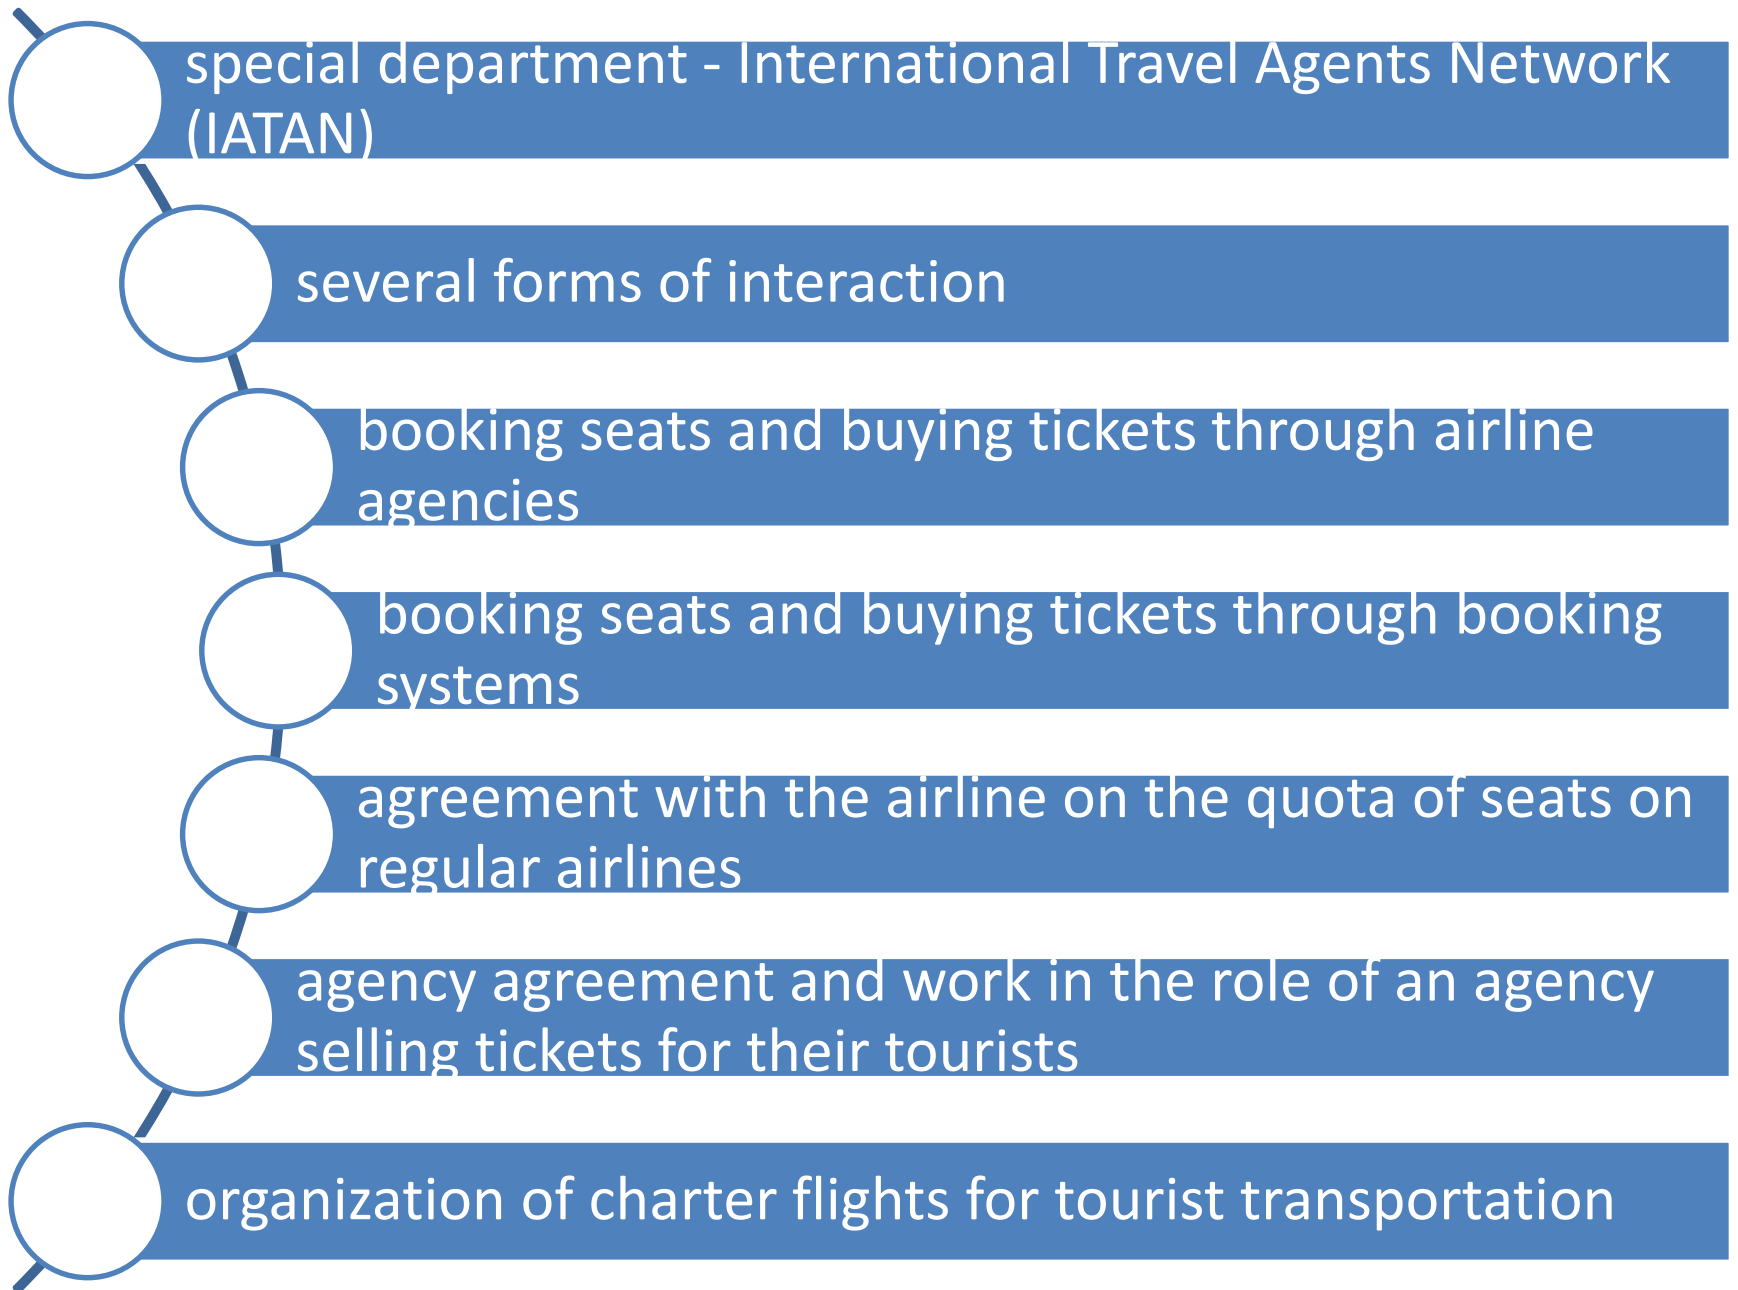 special department - International Travel Agents Network
(IATAN)
several forms of interaction
booking seats and buying tickets through airline
agencies
booking seats and buying tickets through booking
systems
agreement with the airline on the quota of seats on
regular airlines
agency agreement and work in the role of an agency
selling tickets for their tourists
organization of charter flights for tourist transportation